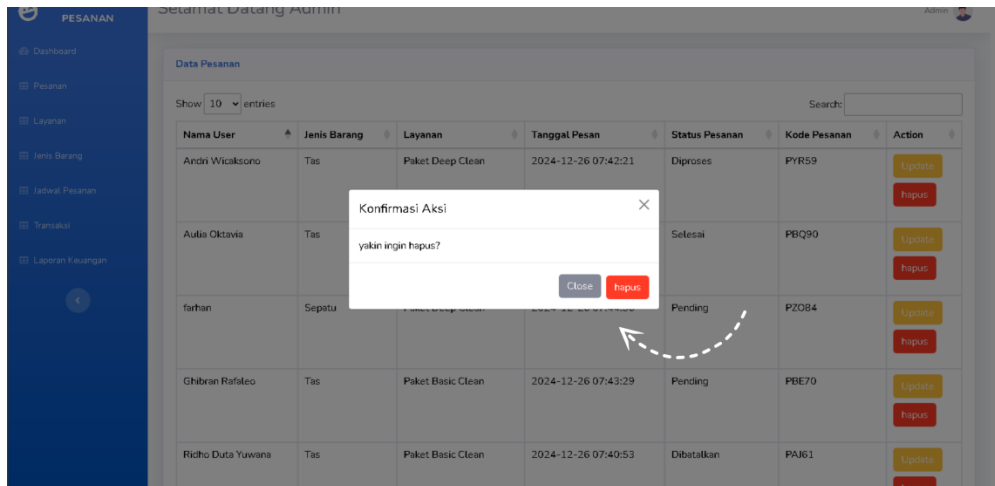 PESANAN
Selamat Datang Admin
Admin
Dashboard
Pesanan
Layanan
Jenis Barang
Jadwal Pesanan
Transaksi
Laporan Keuangan
Data Pesanan
Show 10 entries
Search:
Nama User Jenis Barang Layanan Tanggal Pesan Status Pesanan Kode Pesanan Action
Andri Wicaksono Tas Paket Deep Clean 2024-12-26 07:42:21 Diproses PYR59 Update
hapus
Konfirmasi Aksi
yakin ingin hapus?
Close hapus
Aulia Oktavia Tas Selesai PBQ90 Update
hapus
farhan Sepatu Paket Deep Clean Pending PZOB4 Update
hapus
Ghibran Rafaleo Tas Paket Basic Clean 2024-12-26 07:43:29 Pending PBE70 Update
hapus
Ridho Duta Yuwana Tas Paket Basic Clean 2024-12-26 07:40:53 Dibatalkan PAJ61 Update